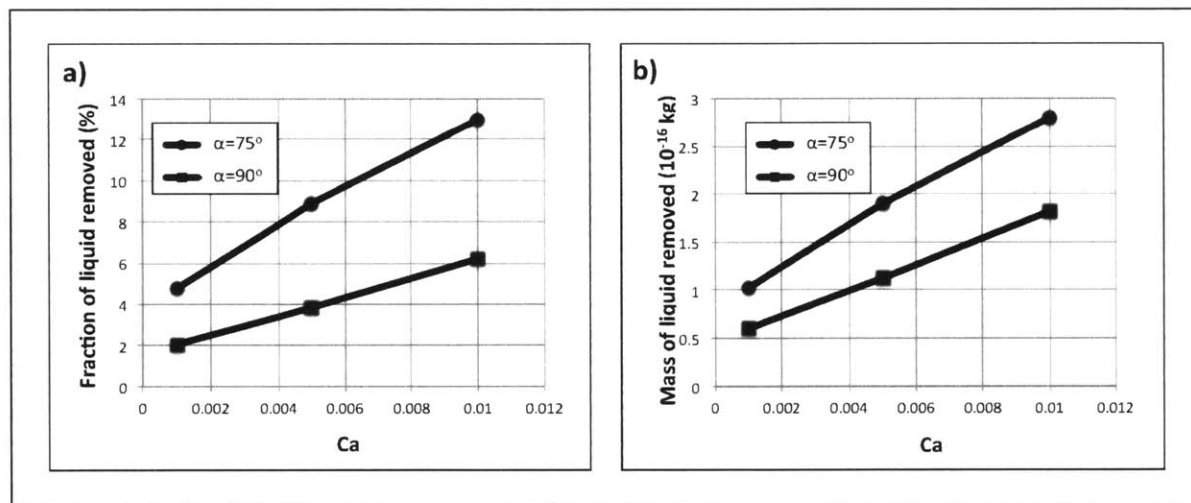 a)
Fraction of liquid removed (%)
14
12
10
8
6
4
2
0
α=75°
α=90°
0 0.002 0.004 0.006 0.008 0.01 0.012
Ca
b)
Mass of liquid removed (10⁻¹⁶ kg)
3
2.5
2
1.5
1
0.5
0
α=75°
α=90°
0 0.002 0.004 0.006 0.008 0.01 0.012
Ca